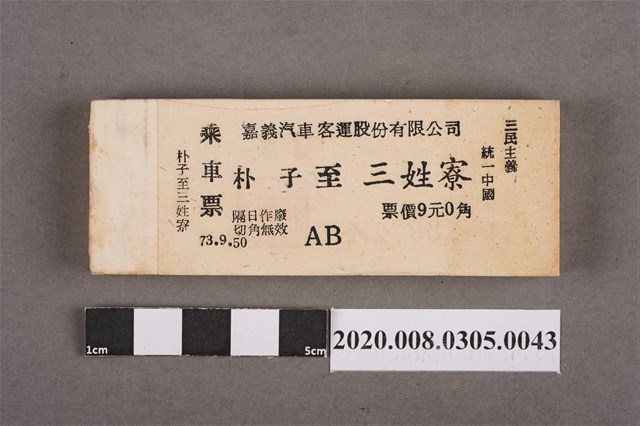 嘉義汽車客運股份有限公司
乘車票
朴子至三姓寮
朴子至三姓寮
票價9元0角
隔日作廢
切角無效
73.9.50
AB
三民主義
統一中國
1cm
5cm
2020.008.0305.0043